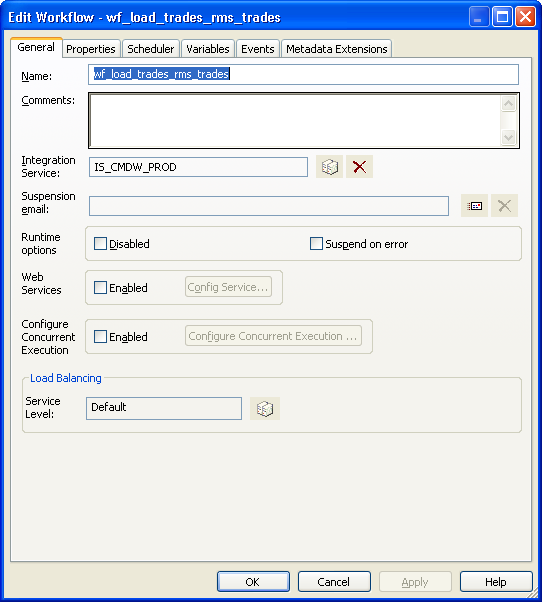 Edit Workflow - wf_load_trades_rms_trades
General Properties Scheduler Variables Events Metadata Extensions
Name: wf_load_trades_rms_trades
Comments:
Integration
Service: IS_CMDW_PROD
Suspension
email:
Runtime
options Disabled Suspend on error
Web
Services Enabled Config Service...
Configure
Concurrent
Execution Enabled Configure Concurrent Execution ...
Load Balancing
Service
Level: Default
OK Cancel Apply Help